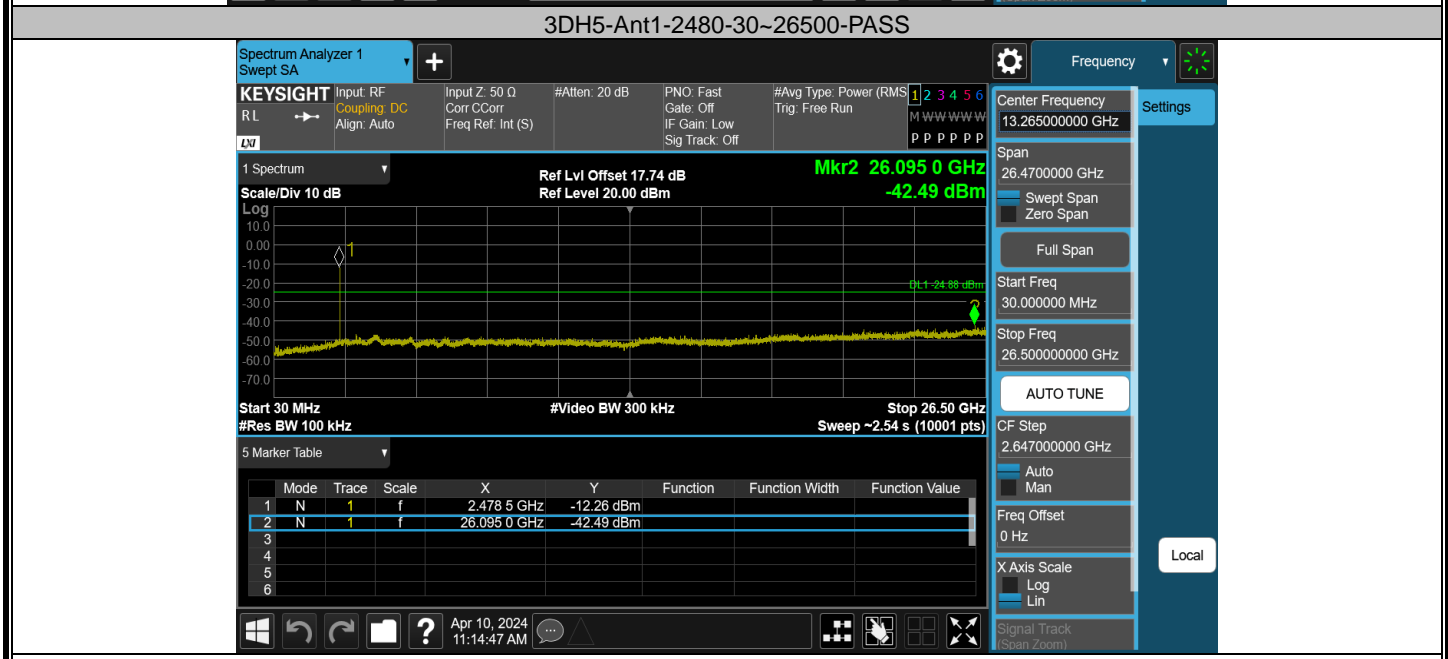 3DH5-Ant1-2480-30~26500-PASS
Spectrum Analyzer 1
Swept SA
Frequency
KEYSIGHT
RL
LXI
Input: RF
Coupling: DC
Align: Auto
Input Z: 50 Ω
Corr CCorr
Freq Ref: Int (S)
#Atten: 20 dB
PNO: Fast
Gate: Off
IF Gain: Low
Sig Track: Off
#Avg Type: Power (RMS
Trig: Free Run
1 2 3 4 5 6
M W W W W W
P P P P P P
1 Spectrum
Scale/Div 10 dB
Log
Ref Lvl Offset 17.74 dB
Ref Level 20.00 dBm
Mkr2 26.095 0 GHz
-42.49 dBm
10.0
0.00
-10.0
-20.0
-30.0
-40.0
-50.0
-60.0
-70.0
1
DL1 -24.88 dBm
2
Start 30 MHz
#Video BW 300 kHz
Stop 26.50 GHz
#Res BW 100 kHz
Sweep ~2.54 s (10001 pts)
5 Marker Table
Mode Trace Scale X Y Function Function Width Function Value
1 N 1 f 2.478 5 GHz -12.26 dBm
2 N 1 f 26.095 0 GHz -42.49 dBm
3
4
5
6
Apr 10, 2024
11:14:47 AM
Center Frequency
13.265000000 GHz
Settings
Span
26.4700000 GHz
Swept Span
Zero Span
Full Span
Start Freq
30.000000 MHz
Stop Freq
26.500000000 GHz
AUTO TUNE
CF Step
2.647000000 GHz
Auto
Man
Freq Offset
0 Hz
Local
X Axis Scale
Log
Lin
Signal Track
(Span Zoom)